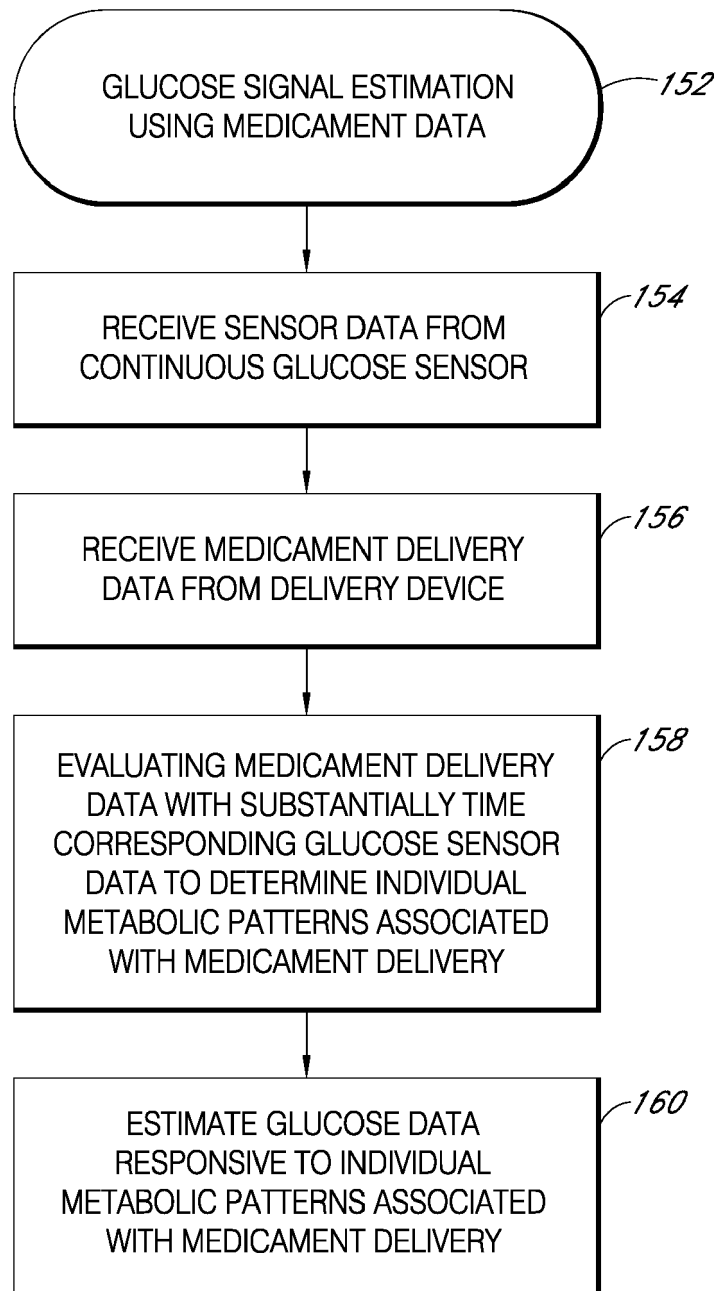 GLUCOSE SIGNAL ESTIMATION
USING MEDICAMENT DATA
152
RECEIVE SENSOR DATA FROM
CONTINUOUS GLUCOSE SENSOR
154
RECEIVE MEDICAMENT DELIVERY
DATA FROM DELIVERY DEVICE
156
EVALUATING MEDICAMENT DELIVERY
DATA WITH SUBSTANTIALLY TIME
CORRESPONDING GLUCOSE SENSOR
DATA TO DETERMINE INDIVIDUAL
METABOLIC PATTERNS ASSOCIATED
WITH MEDICAMENT DELIVERY
158
ESTIMATE GLUCOSE DATA
RESPONSIVE TO INDIVIDUAL
METABOLIC PATTERNS ASSOCIATED
WITH MEDICAMENT DELIVERY
160